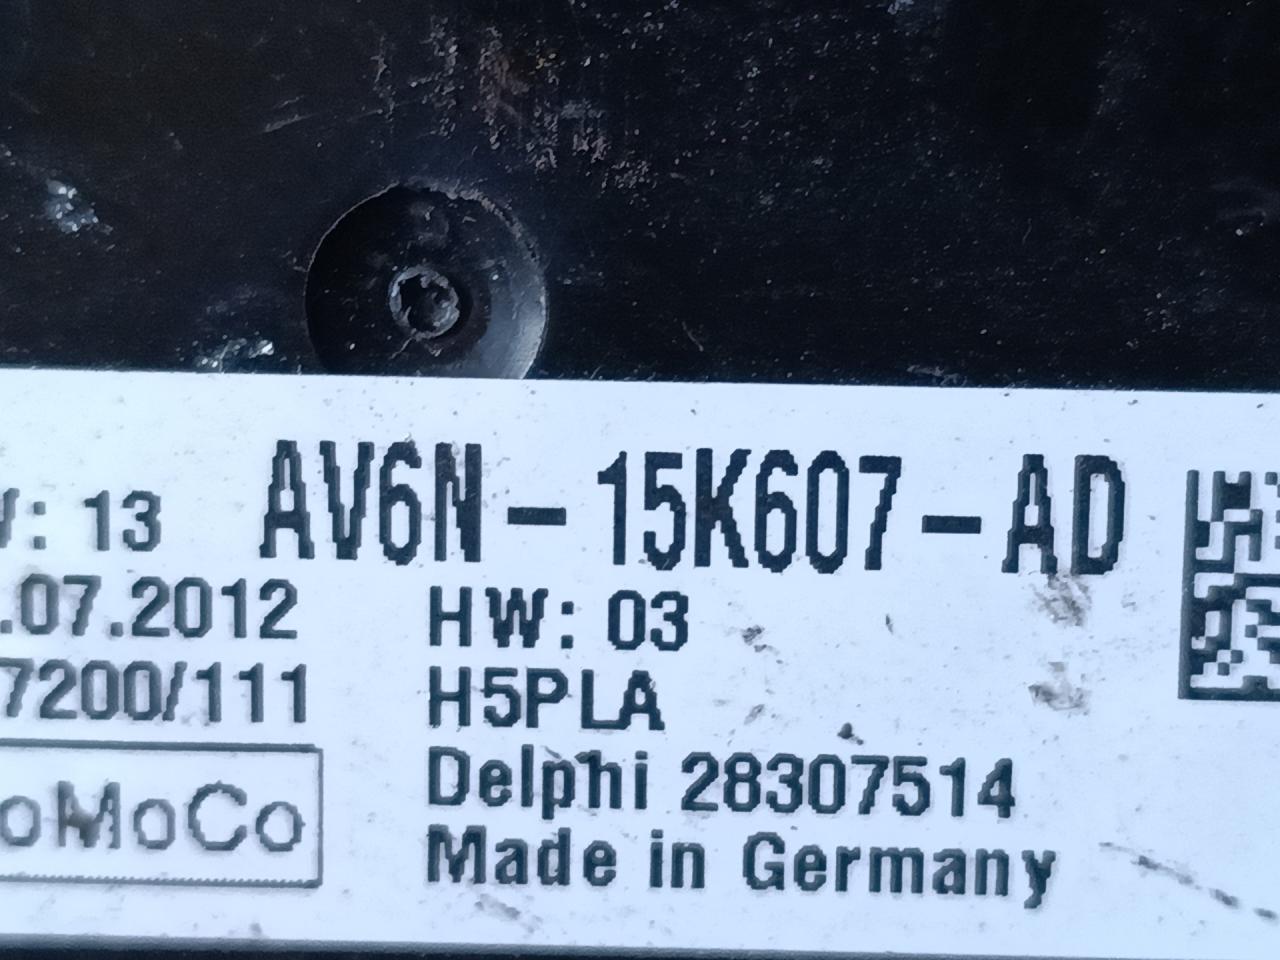 : 13 AV6N-15K607-AD
.07.2012 HW: 03
7200/111 H5PLA
Delphi 28307514
oMoCo
Made in Germany